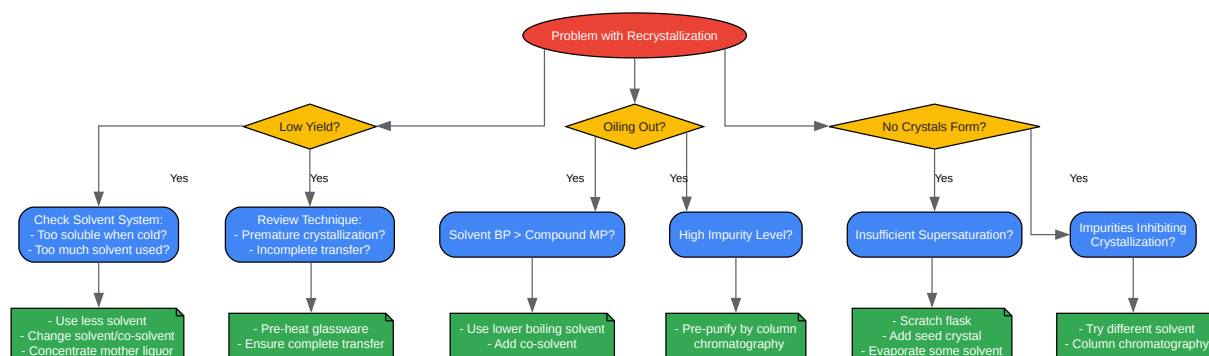 Problem with Recrystallization
Low Yield?
Oiling Out?
No Crystals Form?
Yes
Yes
Yes
Yes
Yes
Yes
Check Solvent System:
- Too soluble when cold?
- Too much solvent used?
Review Technique:
- Premature crystallization?
- Incomplete transfer?
Solvent BP > Compound MP?
High Impurity Level?
Insufficient Supersaturation?
Impurities Inhibiting
Crystallization?
- Use less solvent
- Change solvent/co-solvent
- Concentrate mother liquor
- Pre-heat glassware
- Ensure complete transfer
- Use lower boiling solvent
- Add co-solvent
- Pre-purify by column
chromatography
- Scratch flask
- Add seed crystal
- Evaporate some solvent
- Try different solvent
- Column chromatography